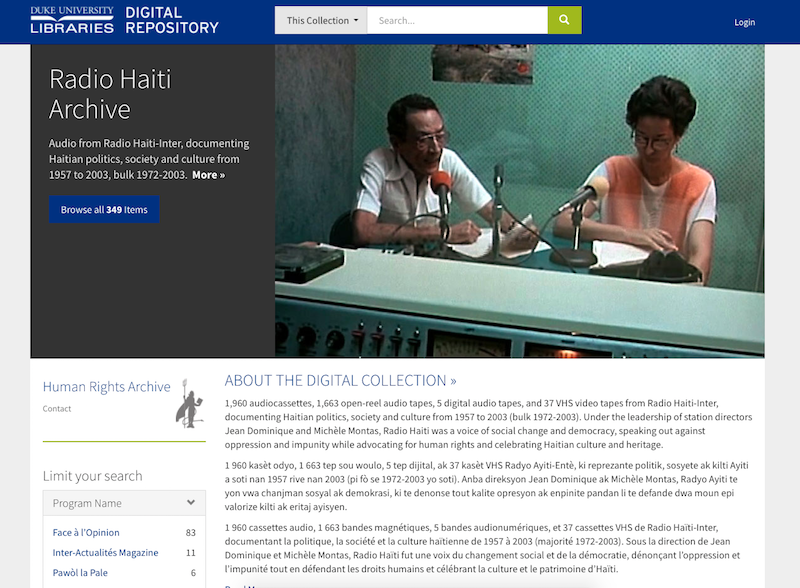 DUKE UNIVERSITY
LIBRARIES
DIGITAL
REPOSITORY
This Collection
Search...
Login
Radio Haiti
Archive
Audio from Radio Haiti-Inter, documenting
Haitian politics, society and culture from
1957 to 2003, bulk 1972-2003. More »
Browse all 349 Items
Human Rights Archive
Contact
Limit your search
Program Name
Face à l'Opinion 83
Inter-Actualités Magazine 11
Pawòl la Pale 6
ABOUT THE DIGITAL COLLECTION »
1,960 audiocassettes, 1,663 open-reel audio tapes, 5 digital audio tapes, and 37 VHS video tapes from Radio Haiti-Inter,
documenting Haitian politics, society and culture from 1957 to 2003 (bulk 1972-2003). Under the leadership of station directors
Jean Dominique and Michèle Montas, Radio Haiti was a voice of social change and democracy, speaking out against
oppression and impunity while advocating for human rights and celebrating Haitian culture and heritage.
1 960 kasèt odyo, 1 663 tep sou woulo, 5 tep dijital, ak 37 kasèt VHS Radyo Ayiti-Entè, ki reprezante politik, sosyete ak kilti Ayiti
a soti nan 1957 rive nan 2003 (pi fò se 1972-2003 yo soti). Anba direksyon Jean Dominique ak Michèle Montas, Radyo Ayiti te
yon vwa chanjman sosyal ak demokrasi, ki te denonse tout kalite opresyon ak enpinite pandan li te defande dwa moun epi
valorize kilti ak eritaj ayisyen.
1 960 cassettes audio, 1 663 bandes magnétiques, 5 bandes audionumériques, et 37 cassettes VHS de Radio Haïti-Inter,
documentant la politique, la société et la culture haïtienne de 1957 à 2003 (majorité 1972-2003). Sous la direction de Jean
Dominique et Michèle Montas, Radio Haïti fut une voix du changement social et de la démocratie, dénonçant l'oppression et
l'impunité tout en défendant les droits humains et célébrant la culture et le patrimoine d'Haïti.